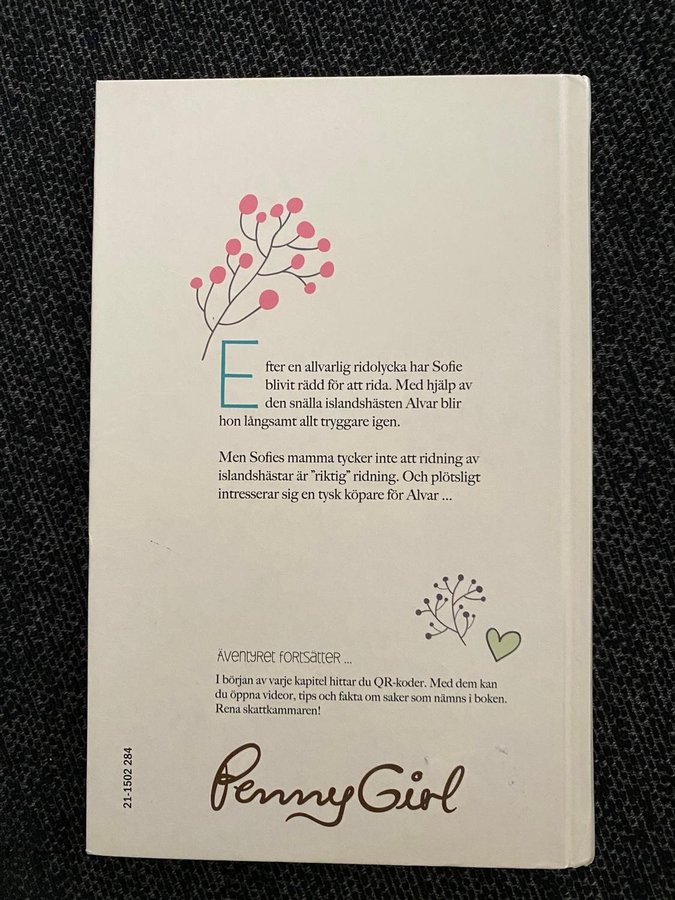 Efter en allvarlig ridolycka har Sofie
blivit rädd för att rida. Med hjälp av
den snälla islandshästen Alvar blir
hon långsamt allt tryggare igen.
Men Sofies mamma tycker inte att ridning av
islandshästar är ”riktig” ridning. Och plötsligt
intresserar sig en tysk köpare för Alvar ...
Äventyret fortsätter ...
I början av varje kapitel hittar du QR-koder. Med dem kan
du öppna videor, tips och fakta om saker som nämns i boken.
Rena skattkammaren!
PennyGirl
21-1502 284